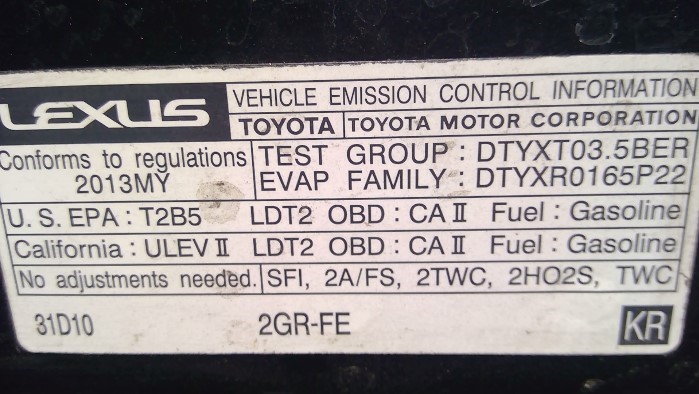 LEXUS VEHICLE EMISSION CONTROL INFORMATION
TOYOTA TOYOTA MOTOR CORPORATION
Conforms to regulations TEST GROUP : DTYXT03.5BER
2013MY EVAP FAMILY : DTYXR0165P22
U. S. EPA : T2B5 LDT2 OBD : CA II Fuel : Gasoline
California : ULEV II LDT2 OBD : CA II Fuel : Gasoline
No adjustments needed. SFI, 2A/FS, 2TWC, 2HO2S, TWC
31D10 2GR-FE KR